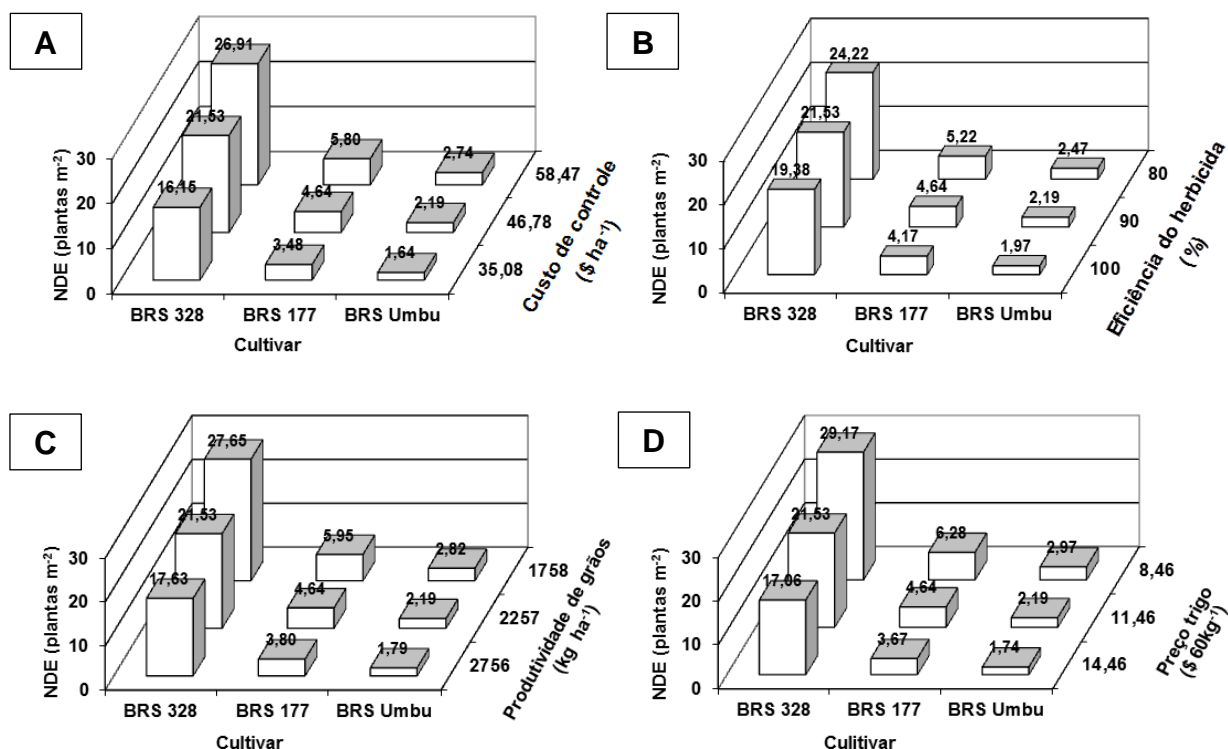 A
26,91
21,53
16,15
5,80
4,64
3,48
2,74
2,19
1,64
30
20
10
0
NDE (plantas m⁻²)
58,47
46,78
35,08
Custo de controle
($ ha⁻¹)
BRS 328 BRS 177 BRS Umbu
Cultivar
B
24,22
21,53
19,38
5,22
4,64
4,17
2,47
2,19
1,97
30
20
10
0
NDE (plantas m⁻²)
80
90
100
Eficiência do herbicida
(%)
BRS 328 BRS 177 BRS Umbu
Cultivar
C
27,65
21,53
17,63
5,95
4,64
3,80
2,82
2,19
1,79
30
20
10
0
NDE (plantas m⁻²)
1758
2257
2756
Produtividade de grãos
(kg ha⁻¹)
BRS 328 BRS 177 BRS Umbu
Cultivar
D
29,17
21,53
17,06
6,28
4,64
3,67
2,97
2,19
1,74
30
20
10
0
NDE (plantas m⁻²)
8,46
11,46
14,46
Preço trigo
($ 60kg⁻¹)
BRS 328 BRS 177 BRS Umbu
Culitivar